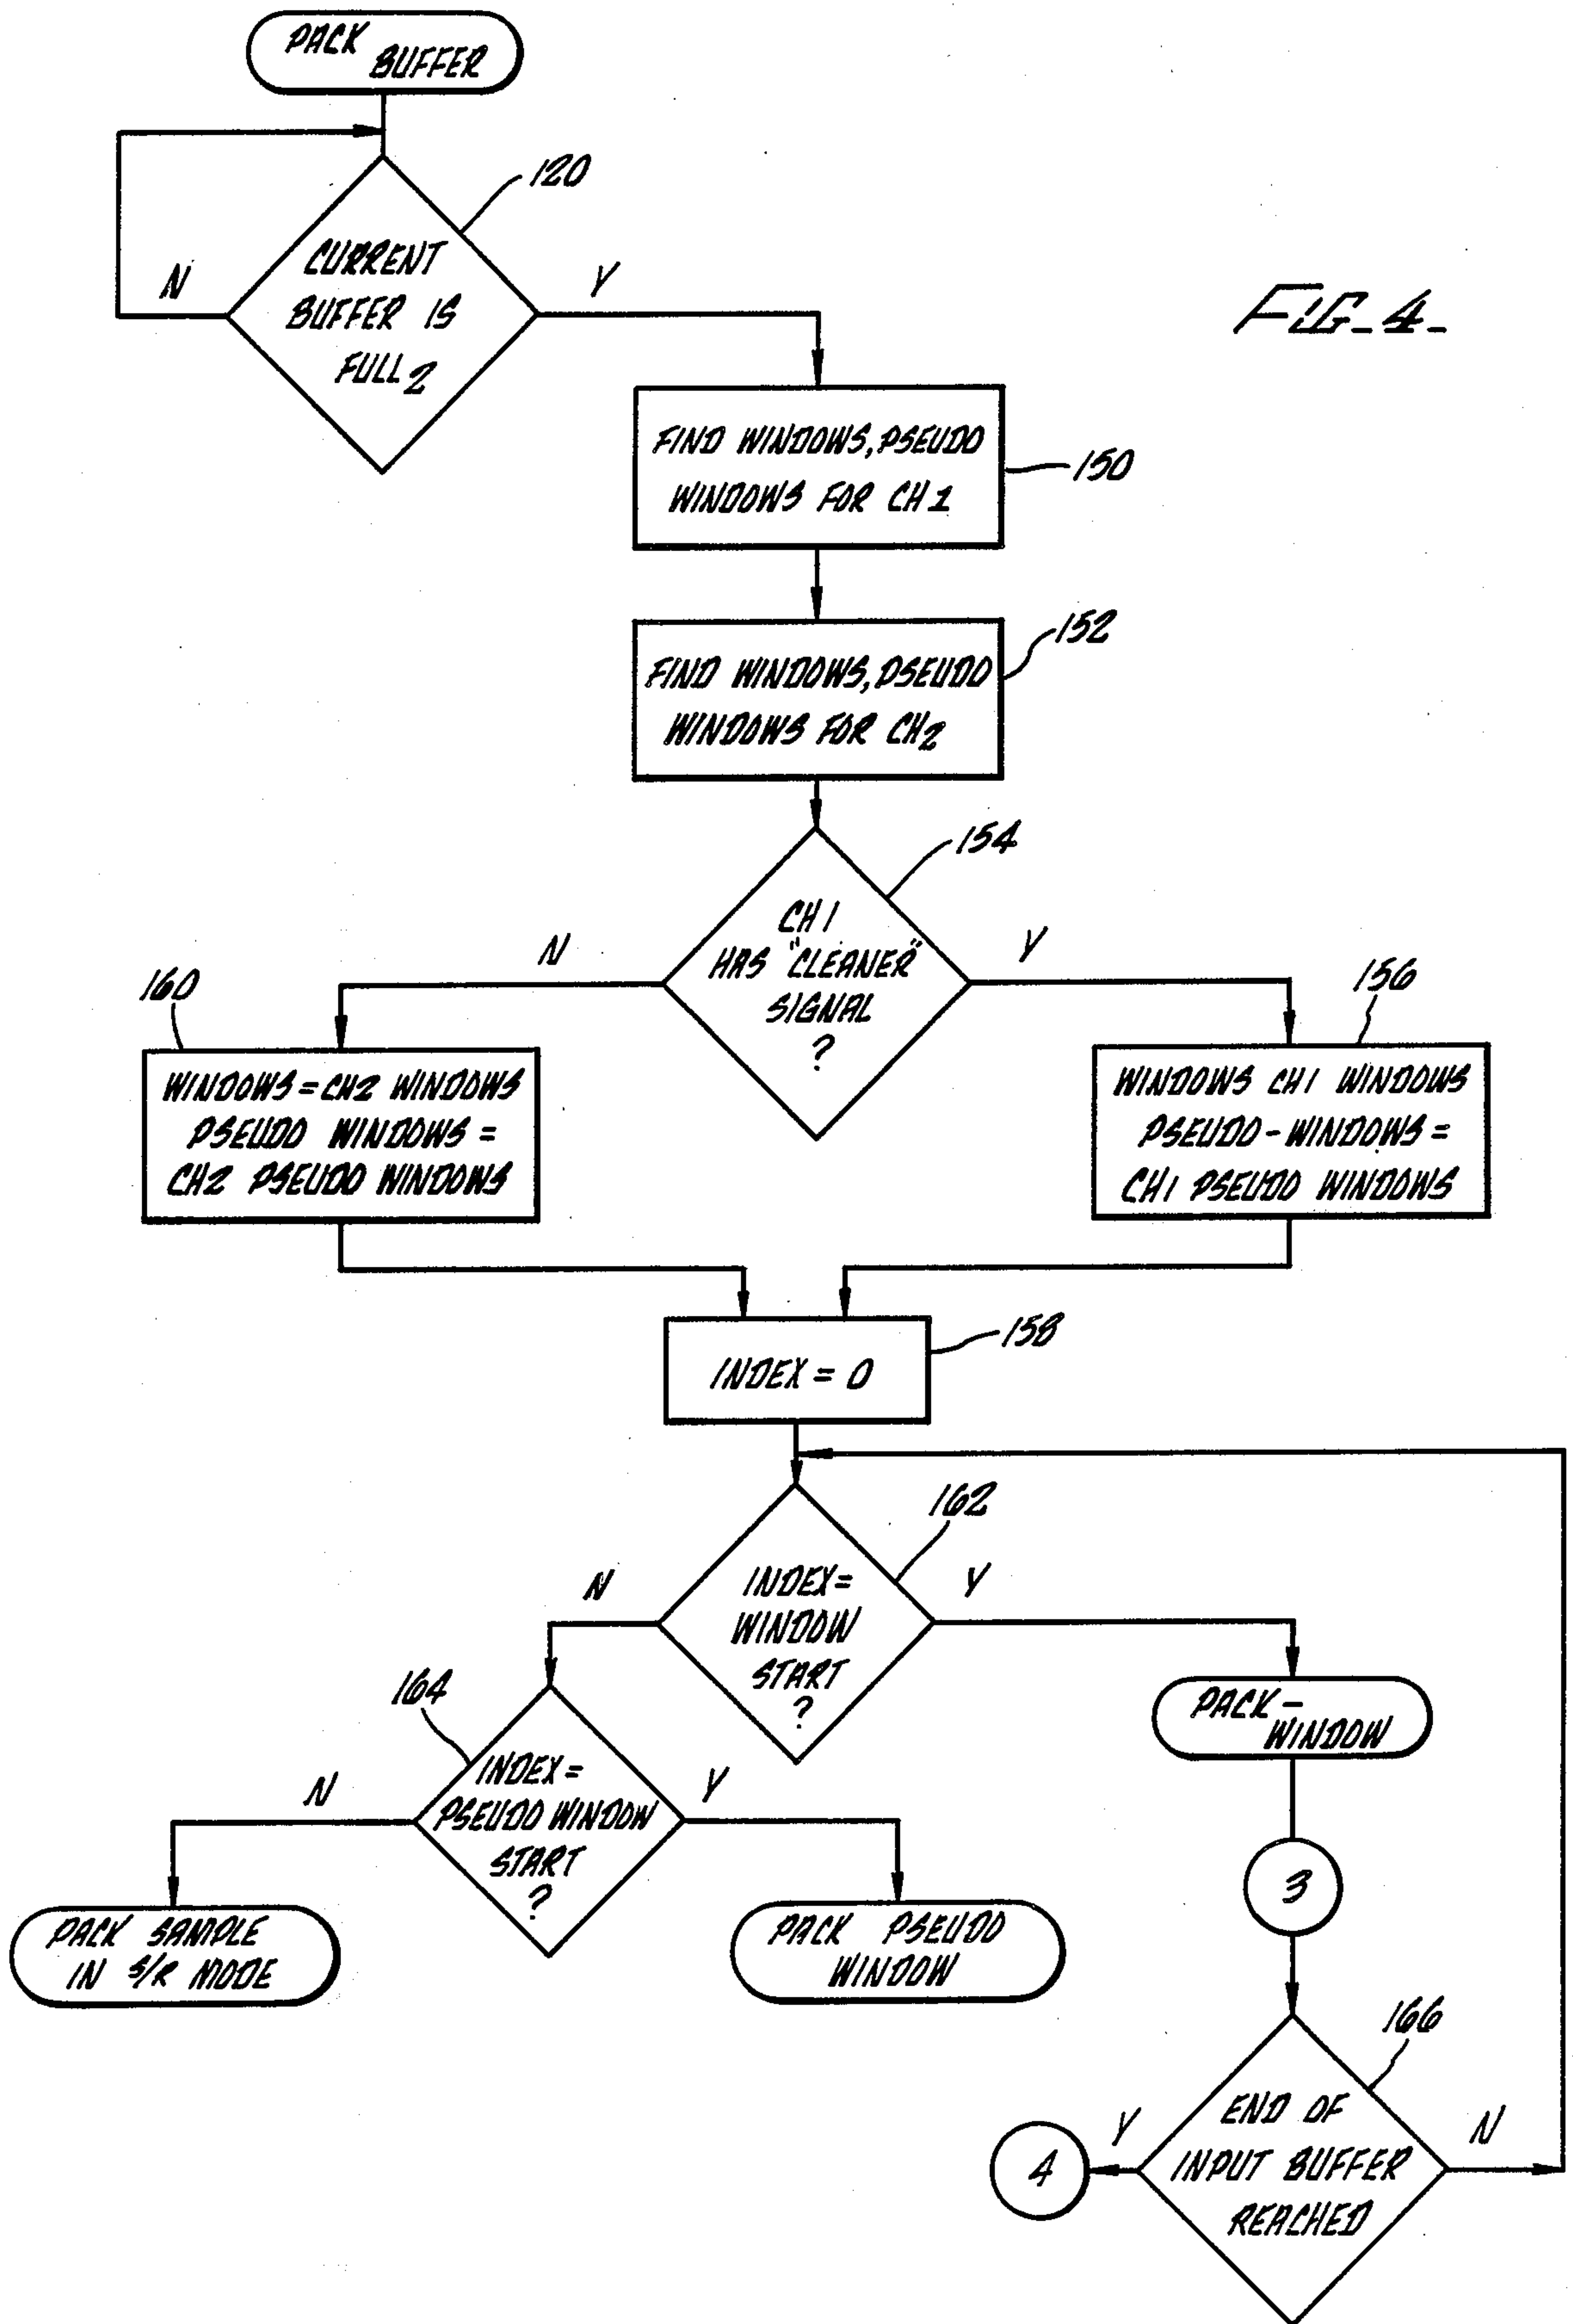 PACK
BUFFER
120
CURRENT
BUFFER IS
FULL?
N
Y
FIG-4-
FIND WINDOWS, PSEUDO
WINDOWS FOR CH 1
150
FIND WINDOWS, PSEUDO
WINDOWS FOR CH2
152
154
CH 1
HAS "CLEANER"
SIGNAL
?
N
Y
160
WINDOWS = CH2 WINDOWS
PSEUDO WINDOWS =
CH2 PSEUDO WINDOWS
156
WINDOWS CH1 WINDOWS
PSEUDO-WINDOWS =
CH1 PSEUDO WINDOWS
158
INDEX = 0
162
INDEX=
WINDOW
START
?
N
Y
164
INDEX=
PSEUDO WINDOW
START
?
N
Y
PACK-
WINDOW
3
PACK SAMPLE
IN S/R MODE
PACK PSEUDO
WINDOW
166
END OF
INPUT BUFFER
REACHED
Y
N
4